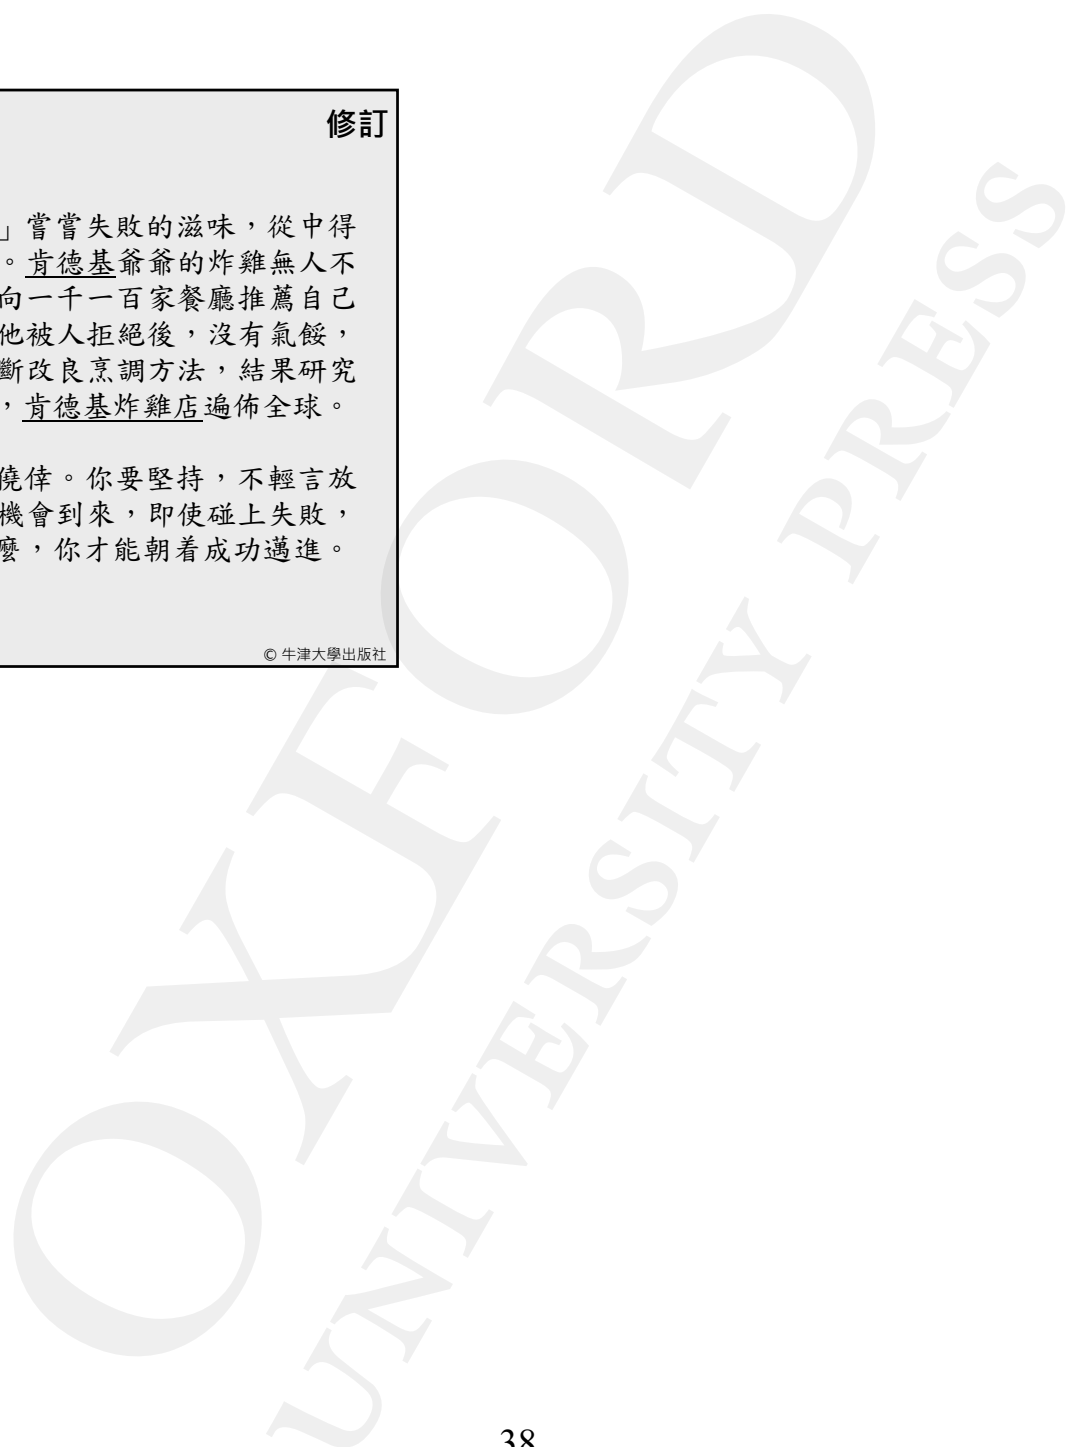 修訂
」嘗嘗失敗的滋味，從中得
。肯德基爺爺的炸雞無人不
向一千一百家餐廳推薦自己
他被人拒絕後，沒有氣餒，
斷改良烹調方法，結果研究
，肯德基炸雞店遍佈全球。
僥倖。你要堅持，不輕言放
機會到來，即使碰上失敗，
麼，你才能朝着成功邁進。
© 牛津大學出版社
OXFORD
UNIVERSITY PRESS
38